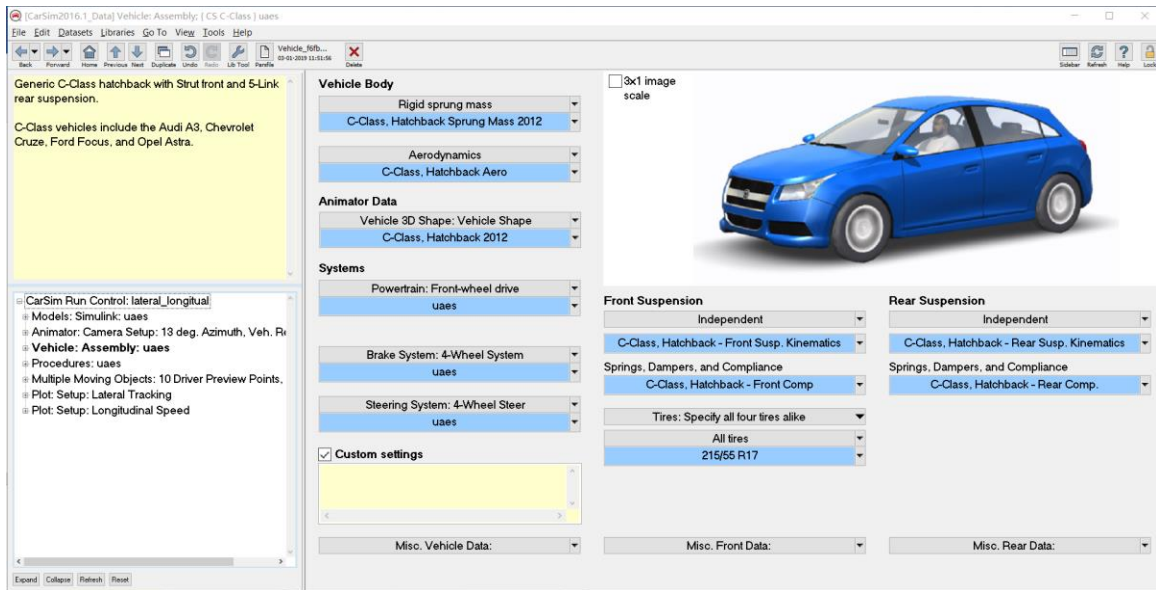 [CarSim2016.1_Data] Vehicle: Assembly; { CS C-Class } uaes
File Edit Datasets Libraries Go To View Tools Help
Back Forward Home Previous Next Duplicate Undo Redo Lib Tool Parsfile
Vehicle_f6fb...
03-01-2019 11:51:56
Delete
Sidebar Refresh Help Lock
Generic C-Class hatchback with Strut front and 5-Link
rear suspension.
C-Class vehicles include the Audi A3, Chevrolet
Cruze, Ford Focus, and Opel Astra.
CarSim Run Control: lateral_longitual
Models: Simulink: uaes
Animator: Camera Setup: 13 deg. Azimuth, Veh. Re
Vehicle: Assembly: uaes
Procedures: uaes
Multiple Moving Objects: 10 Driver Preview Points,
Plot: Setup: Lateral Tracking
Plot: Setup: Longitudinal Speed
Expand Collapse Refresh Reset
Vehicle Body
Rigid sprung mass
C-Class, Hatchback Sprung Mass 2012
Aerodynamics
C-Class, Hatchback Aero
Animator Data
Vehicle 3D Shape: Vehicle Shape
C-Class, Hatchback 2012
Systems
Powertrain: Front-wheel drive
uaes
Brake System: 4-Wheel System
uaes
Steering System: 4-Wheel Steer
uaes
Custom settings
Misc. Vehicle Data:
3x1 image
scale
Front Suspension
Independent
C-Class, Hatchback - Front Susp. Kinematics
Springs, Dampers, and Compliance
C-Class, Hatchback - Front Comp
Tires: Specify all four tires alike
All tires
215/55 R17
Misc. Front Data:
Rear Suspension
Independent
C-Class, Hatchback - Rear Susp. Kinematics
Springs, Dampers, and Compliance
C-Class, Hatchback - Rear Comp.
Misc. Rear Data: